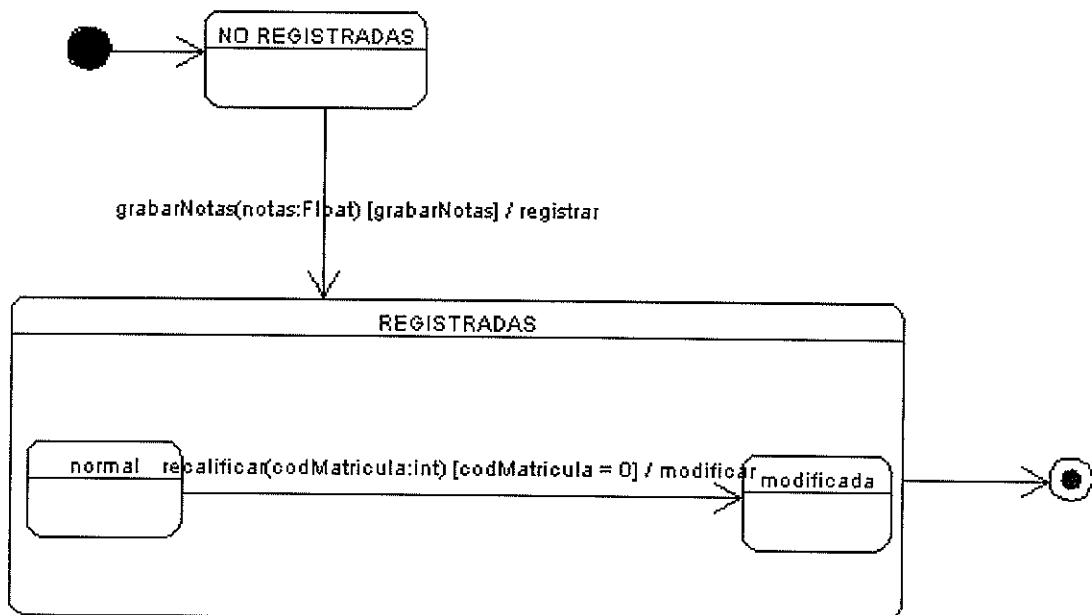 NO REGISTRADAS
grabarNotas(notas:Float) [grabarNotas] / registrar
REGISTRADAS
normal
recalificar(codMatricula:int) [codMatricula = 0] / modificar
modificada